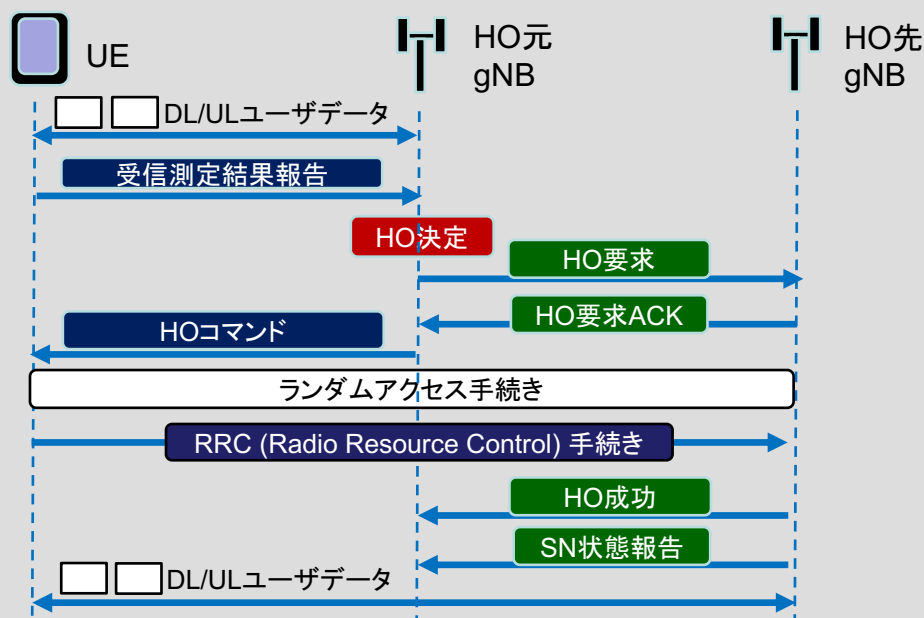 UE
HO元
gNB
HO先
gNB
DL/ULユーザデータ
受信測定結果報告
HO決定
HO要求
HO要求ACK
HOコマンド
ランダムアクセス手続き
RRC (Radio Resource Control) 手続き
HO成功
SN状態報告
DL/ULユーザデータ